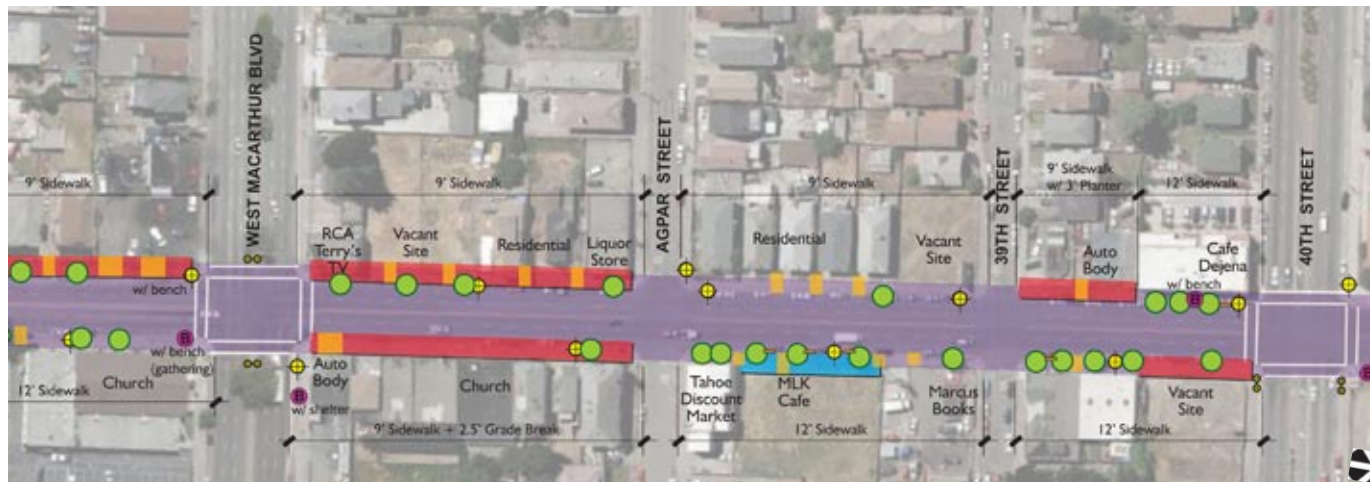 WEST MACARTHUR BLVD
AGPAR STREET
39TH STREET
40TH STREET
9' Sidewalk
9' Sidewalk
9' Sidewalk
9' Sidewalk
w/ 3' Planter
12' Sidewalk
RCA
Terry's
TV
Vacant
Site
Residential
Liquor
Store
Residential
Vacant
Site
Auto
Body
Cafe
Dejena
w/ bench
B
w/ bench
B
w/ bench
(gathering)
Church
12' Sidewalk
Auto
Body
B
w/ shelter
Church
9' Sidewalk + 2.5' Grade Break
Tahoe
Discount
Market
MLK
Cafe
Marcus
Books
12' Sidewalk
Vacant
Site
12' Sidewalk
B